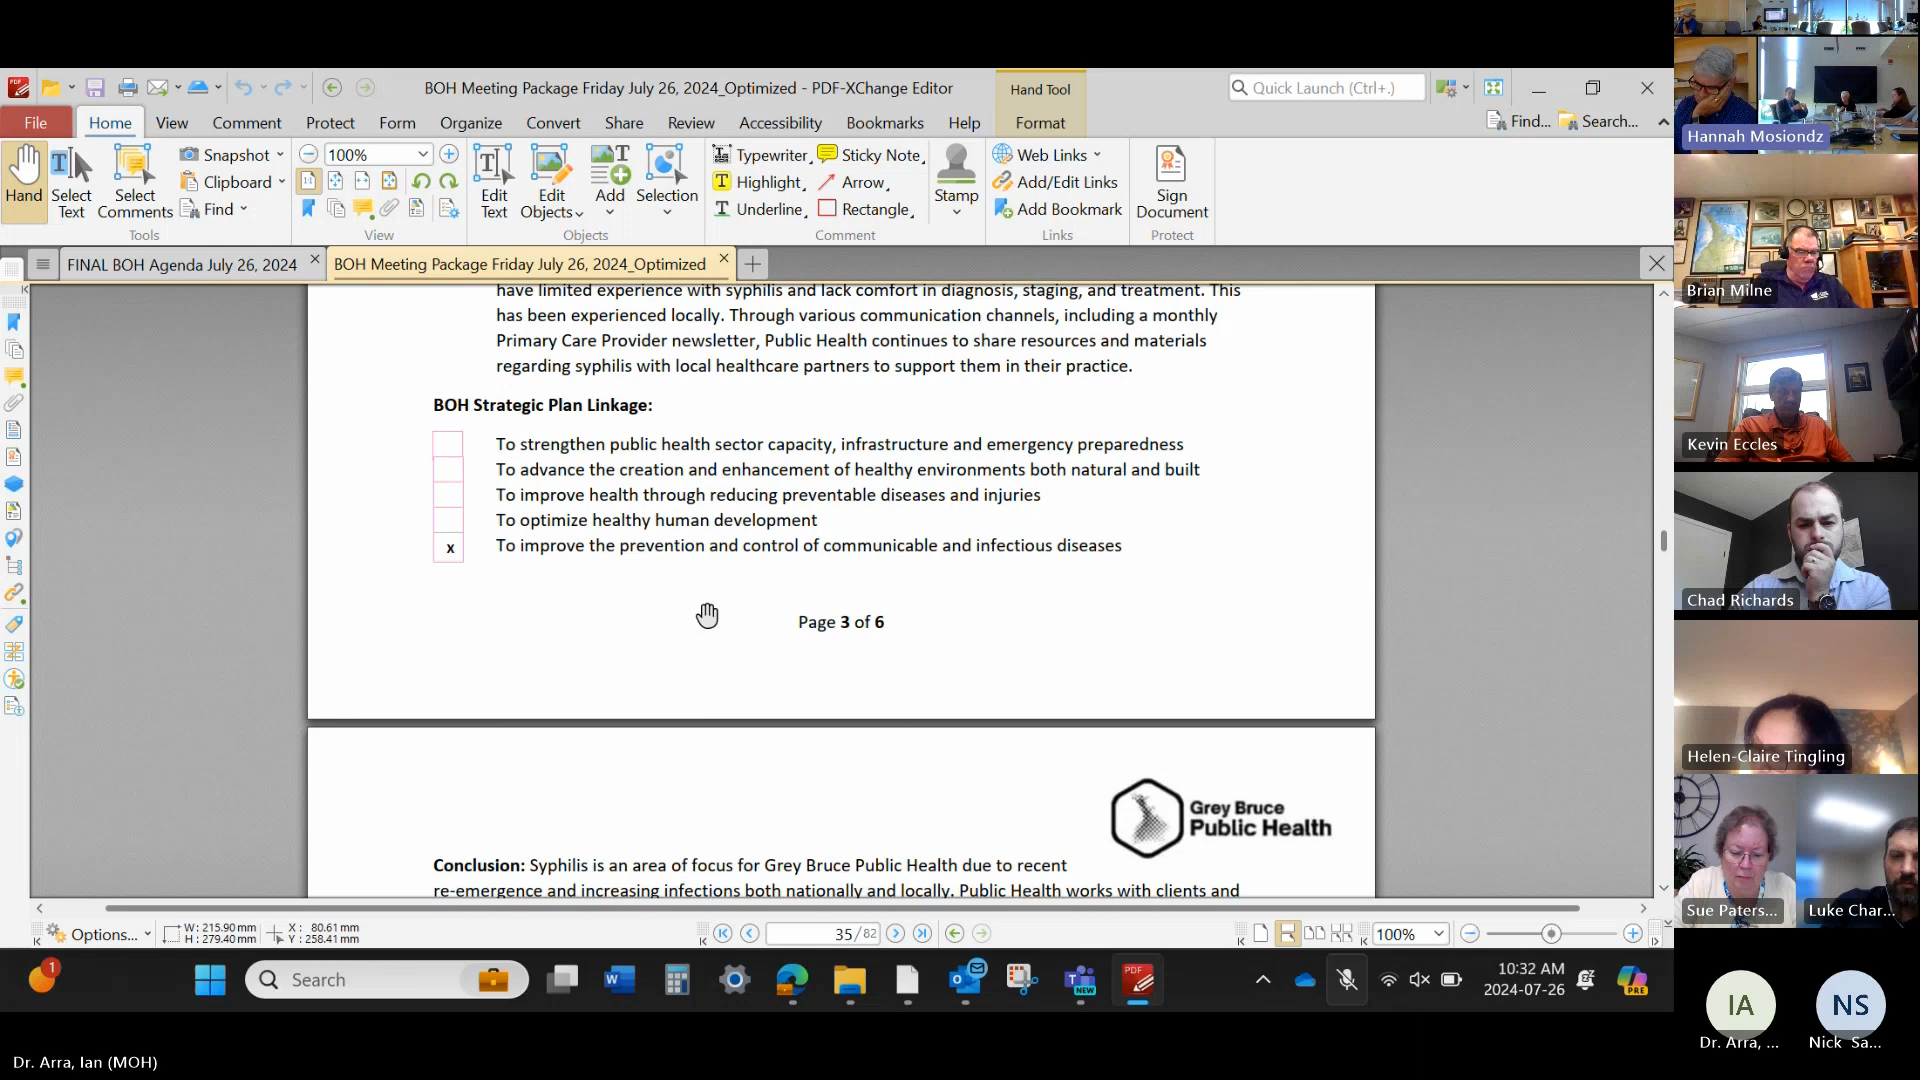 BOH Meeting Package Friday July 26, 2024_Optimized - PDF-XChange Editor
Hand Tool
Quick Launch (Ctrl+.)
File
Home
View
Comment
Protect
Form
Organize
Convert
Share
Review
Accessibility
Bookmarks
Help
Format
Find...
Search...
Hand
Select Text
Select Comments
Snapshot
Clipboard
Find
Tools
100%
View
Edit Text
Edit Objects
Add
Selection
Objects
Typewriter
Highlight
Underline
Sticky Note
Arrow
Rectangle
Stamp
Comment
Web Links
Add/Edit Links
Add Bookmark
Links
Sign Document
Protect
FINAL BOH Agenda July 26, 2024
BOH Meeting Package Friday July 26, 2024_Optimized
have limited experience with syphilis and lack comfort in diagnosis, staging, and treatment. This
has been experienced locally. Through various communication channels, including a monthly
Primary Care Provider newsletter, Public Health continues to share resources and materials
regarding syphilis with local healthcare partners to support them in their practice.
BOH Strategic Plan Linkage:
To strengthen public health sector capacity, infrastructure and emergency preparedness
To advance the creation and enhancement of healthy environments both natural and built
To improve health through reducing preventable diseases and injuries
To optimize healthy human development
x To improve the prevention and control of communicable and infectious diseases
Page 3 of 6
Grey Bruce
Public Health
Conclusion: Syphilis is an area of focus for Grey Bruce Public Health due to recent
re-emergence and increasing infections both nationally and locally. Public Health works with clients and
Options...
W: 215.90 mm
H: 279.40 mm
X: 80.61 mm
Y: 258.41 mm
35/82
100%
1
Search
NEW
PDF
10:32 AM
2024-07-26
PRE
Hannah Mosiondz
Brian Milne
Kevin Eccles
Chad Richards
Helen-Claire Tingling
Sue Paters...
Luke Char...
IA
NS
Dr. Arra, ...
Nick Sa...
Dr. Arra, Ian (MOH)